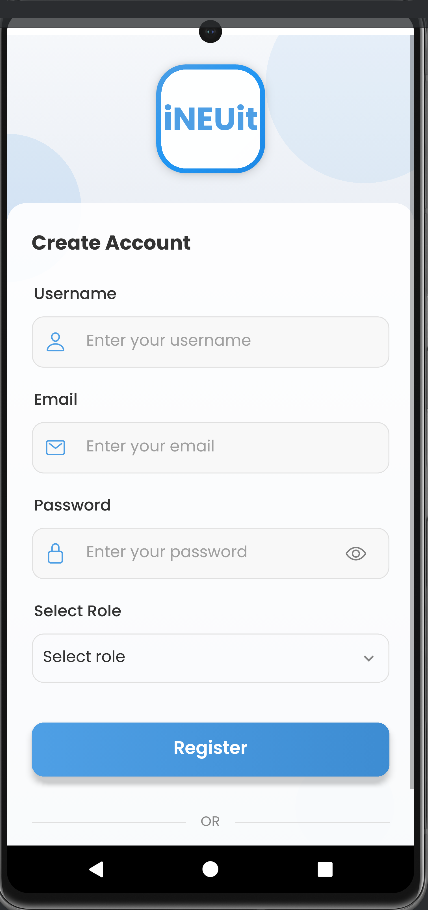 iNEUit
Create Account
Username
Enter your username
Email
Enter your email
Password
Enter your password
Select Role
Select role
Register
OR